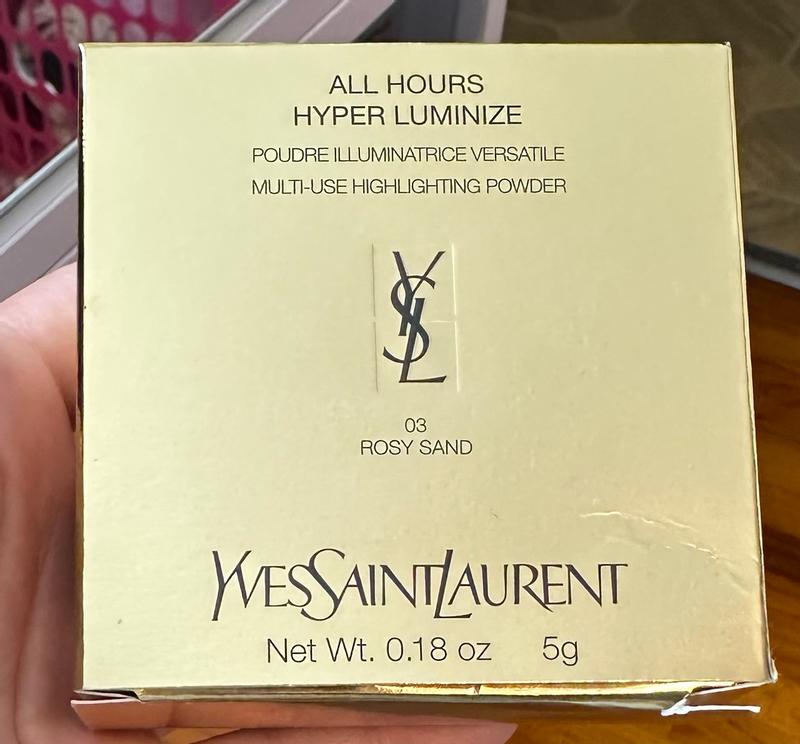 ALL HOURS
HYPER LUMINIZE
POUDRE ILLUMINATRICE VERSATILE
MULTI-USE HIGHLIGHTING POWDER
YSL
03
ROSY SAND
YVESSAINTLAURENT
Net Wt. 0.18 oz 5g